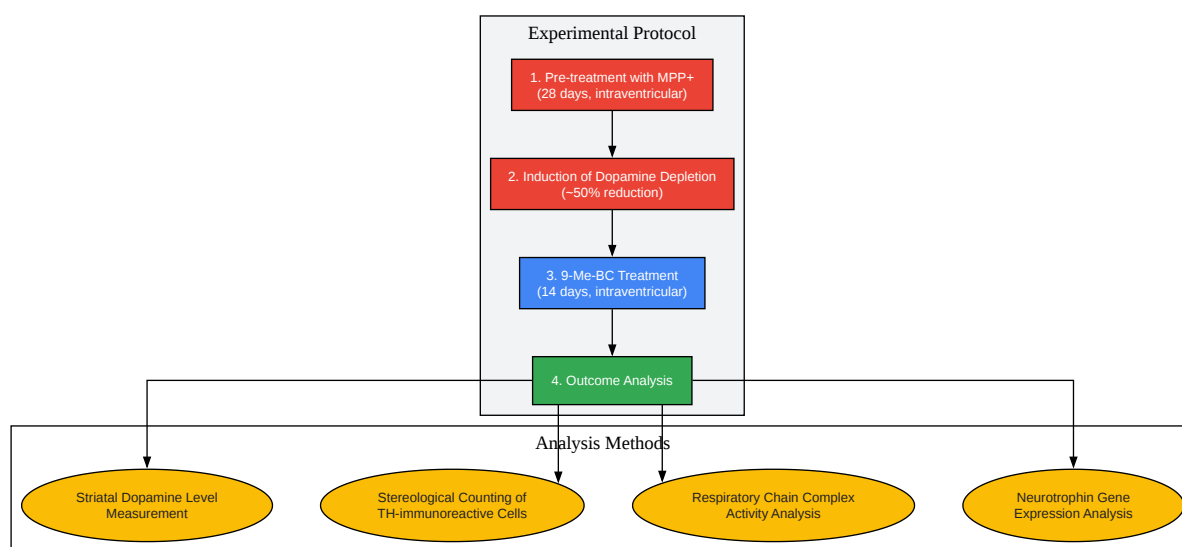 Experimental Protocol
1. Pre-treatment with MPP+
(28 days, intraventricular)
2. Induction of Dopamine Depletion
(~50% reduction)
3. 9-Me-BC Treatment
(14 days, intraventricular)
4. Outcome Analysis
Analysis Methods
Striatal Dopamine Level
Measurement
Stereological Counting of
TH-immunoreactive Cells
Respiratory Chain Complex
Activity Analysis
Neurotrophin Gene
Expression Analysis